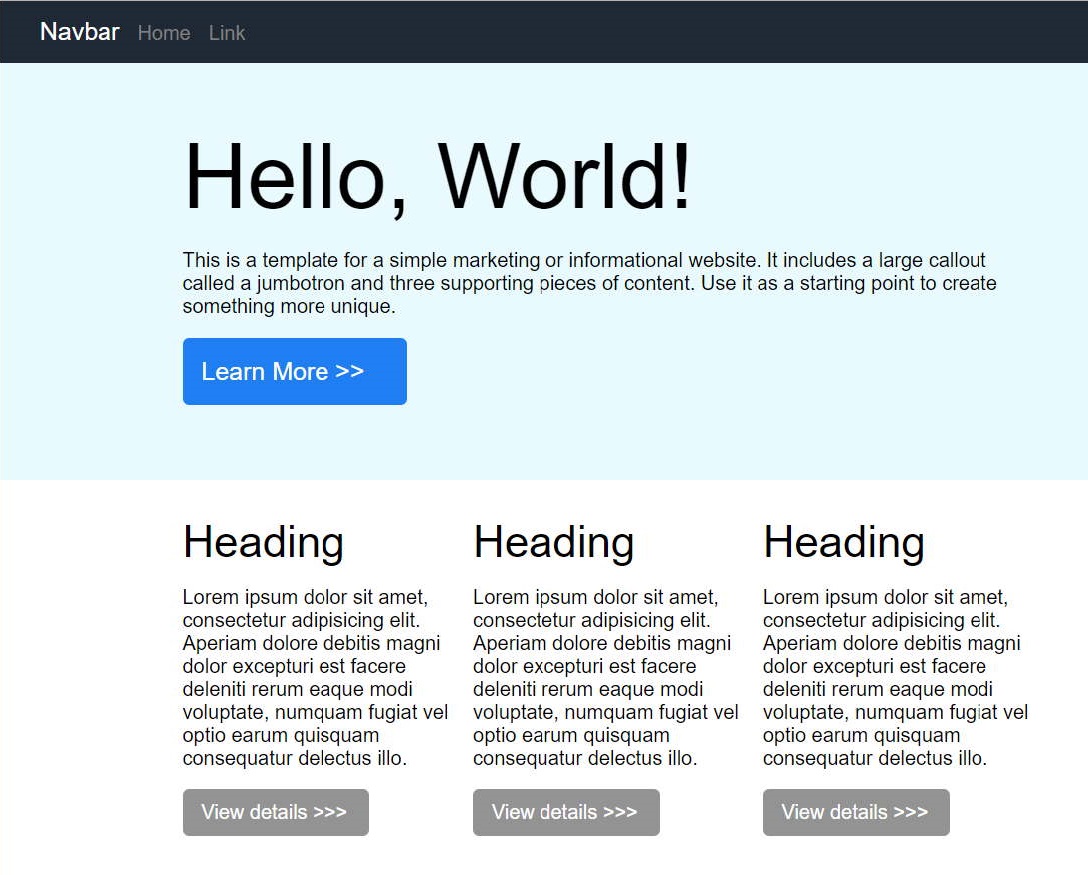 Navbar Home Link
Hello, World!
This is a template for a simple marketing or informational website. It includes a large callout
called a jumbotron and three supporting pieces of content. Use it as a starting point to create
something more unique.
Learn More >>
Heading
Lorem ipsum dolor sit amet,
consectetur adipisicing elit.
Aperiam dolore debitis magni
dolor excepturi est facere
deleniti rerum eaque modi
voluptate, numquam fugiat vel
optio earum quisquam
consequatur delectus illo.
View details >>>
Heading
Lorem ipsum dolor sit amet,
consectetur adipisicing elit.
Aperiam dolore debitis magni
dolor excepturi est facere
deleniti rerum eaque modi
voluptate, numquam fugiat vel
optio earum quisquam
consequatur delectus illo.
View details >>>
Heading
Lorem ipsum dolor sit amet,
consectetur adipisicing elit.
Aperiam dolore debitis magni
dolor excepturi est facere
deleniti rerum eaque modi
voluptate, numquam fugiat vel
optio earum quisquam
consequatur delectus illo.
View details >>>